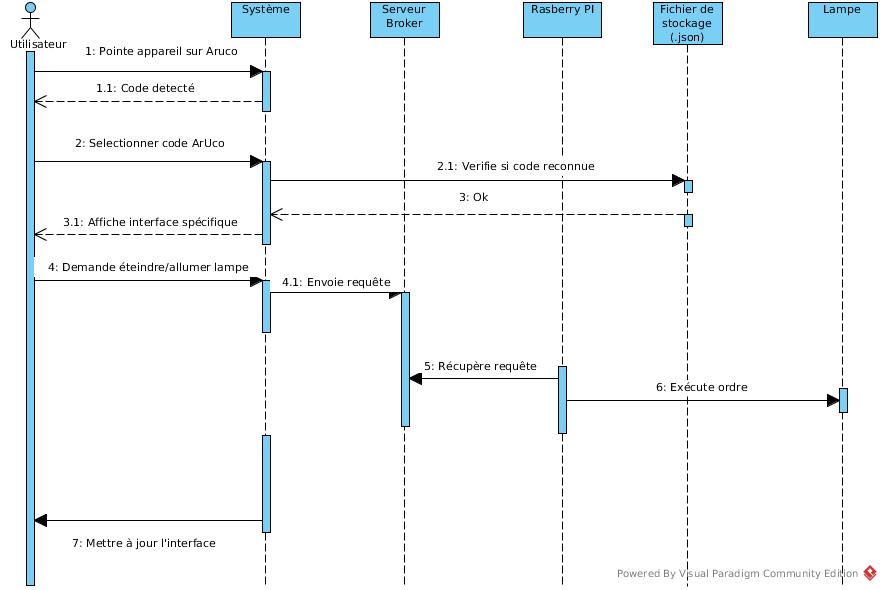 Système
Serveur
Broker
Rasberry PI
Fichier de
stockage
(.json)
Lampe
Utilisateur
1: Pointe appareil sur Aruco
1.1: Code detecté
2: Selectionner code ArUco
2.1: Verifie si code reconnue
3: Ok
3.1: Affiche interface spécifique
4: Demande éteindre/allumer lampe
4.1: Envoie requête
5: Récupère requête
6: Exécute ordre
7: Mettre à jour l'interface
Powered By Visual Paradigm Community Edition